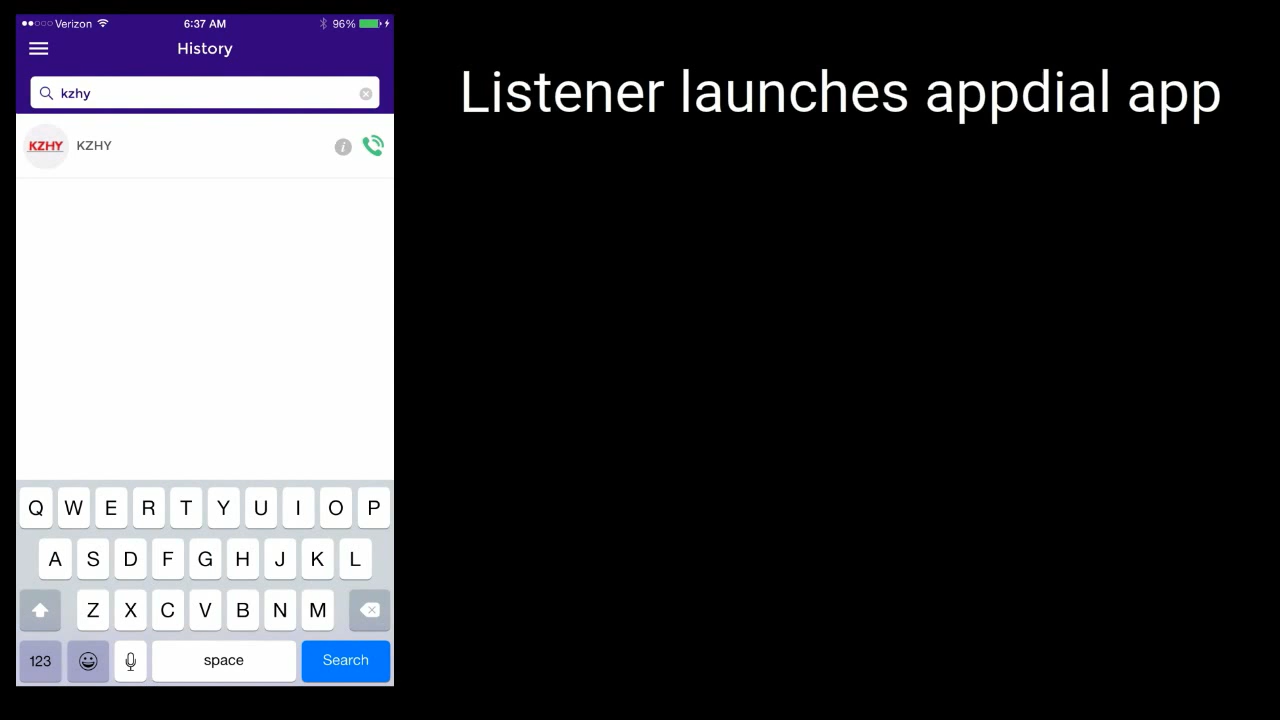 Verizon 6:37 AM 96%
History
kzhy
KZHY KZHY i
Listener launches appdial app
Q W E R T Y U I O P
A S D F G H J K L
Z X C V B N M
123 space Search